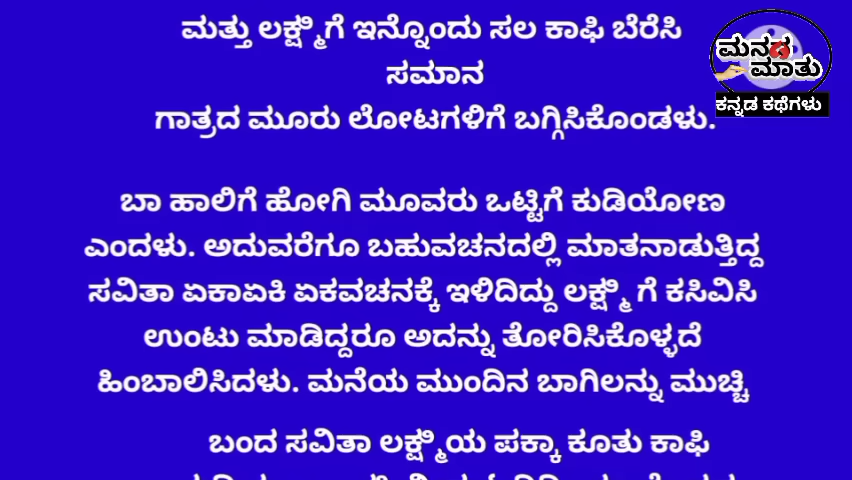 ಮತ್ತು ಲಕ್ಷ್ಮಿಗೆ ಇನ್ನೊಂದು ಸಲ ಕಾಫಿ ಬೆರೆಸಿ
ಸಮಾನ
ಗಾತ್ರದ ಮೂರು ಲೋಟಗಳಿಗೆ ಬಗ್ಗಿಸಿಕೊಂಡಳು.
ಮನದ
ಮಾತು
ಕನ್ನಡ ಕಥೆಗಳು
ಬಾ ಹಾಲಿಗೆ ಹೋಗಿ ಮೂವರು ಒಟ್ಟಿಗೆ ಕುಡಿಯೋಣ
ಎಂದಳು. ಅದುವರೆಗೂ ಬಹುವಚನದಲ್ಲಿ ಮಾತನಾಡುತ್ತಿದ್ದ
ಸವಿತಾ ಏಕಾಏಕಿ ಏಕವಚನಕ್ಕೆ ಇಳಿದಿದ್ದು ಲಕ್ಷ್ಮಿ ಗೆ ಕಸಿವಿಸಿ
ಉಂಟು ಮಾಡಿದ್ದರೂ ಅದನ್ನು ತೋರಿಸಿಕೊಳ್ಳದೆ
ಹಿಂಬಾಲಿಸಿದಳು. ಮನೆಯ ಮುಂದಿನ ಬಾಗಿಲನ್ನು ಮುಚ್ಚಿ
ಬಂದ ಸವಿತಾ ಲಕ್ಷ್ಮಿಯ ಪಕ್ಕಾ ಕೂತು ಕಾಫಿ